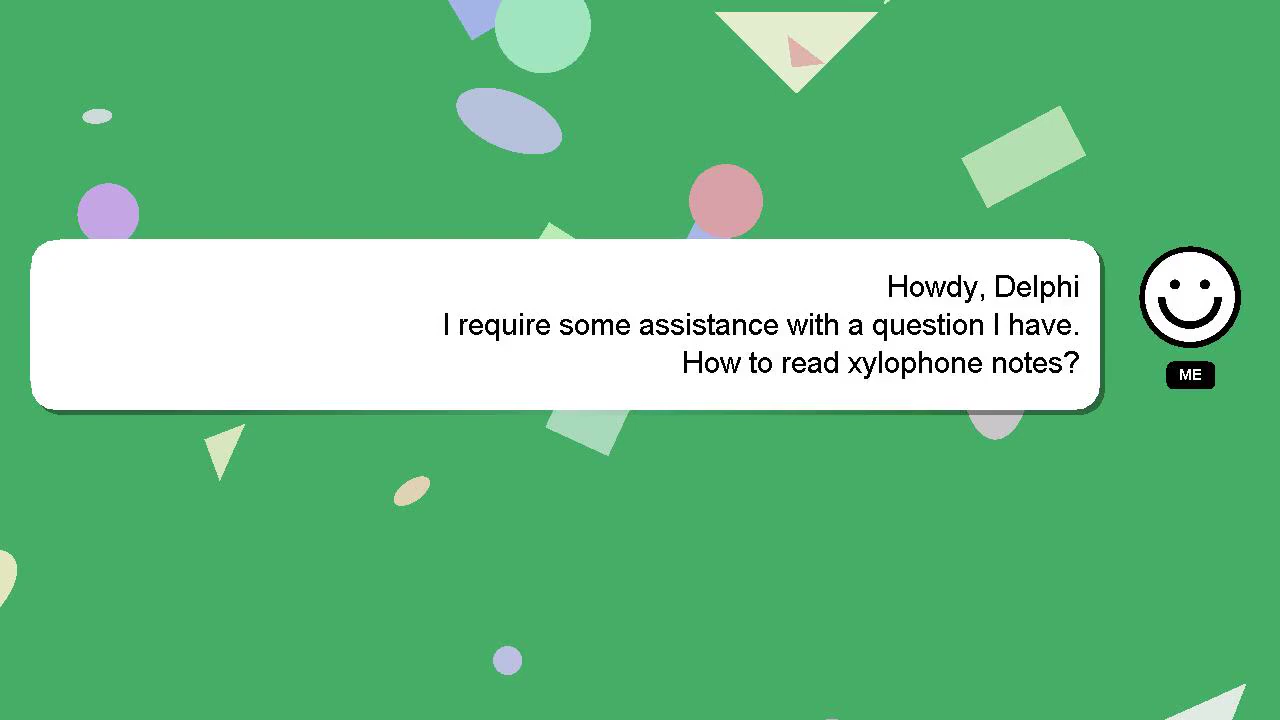 Howdy, Delphi
I require some assistance with a question I have.
How to read xylophone notes?
ME